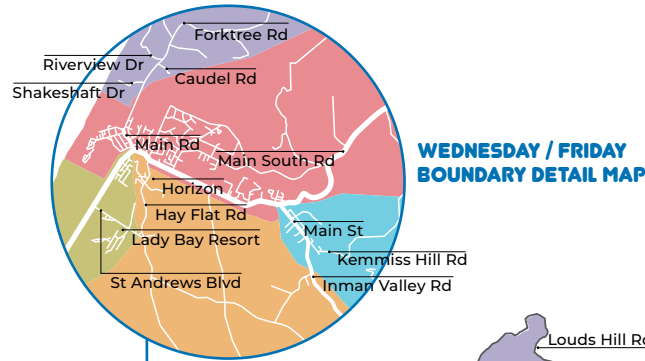 Forktree Rd
Riverview Dr
Caudel Rd
Shakeshaft Dr
Main Rd
Main South Rd
WEDNESDAY / FRIDAY
BOUNDARY DETAIL MAP
Horizon
Hay Flat Rd
Main St
Lady Bay Resort
Kemmiss Hill Rd
St Andrews Blvd
Inman Valley Rd
Louds Hill Rd